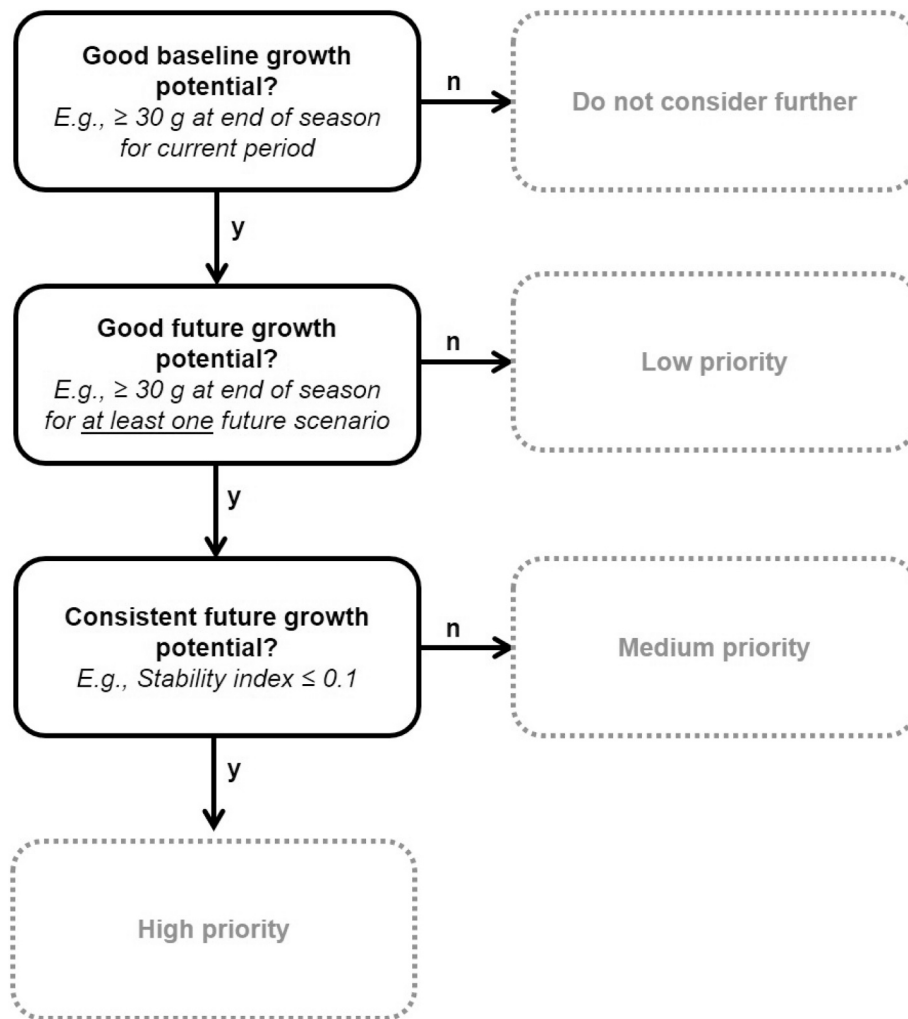 Good baseline growth
potential?
E.g., ≥ 30 g at end of season
for current period
n
Do not consider further
y
Good future growth
potential?
E.g., ≥ 30 g at end of season
for at least one future scenario
n
Low priority
y
Consistent future growth
potential?
E.g., Stability index ≤ 0.1
n
Medium priority
y
High priority